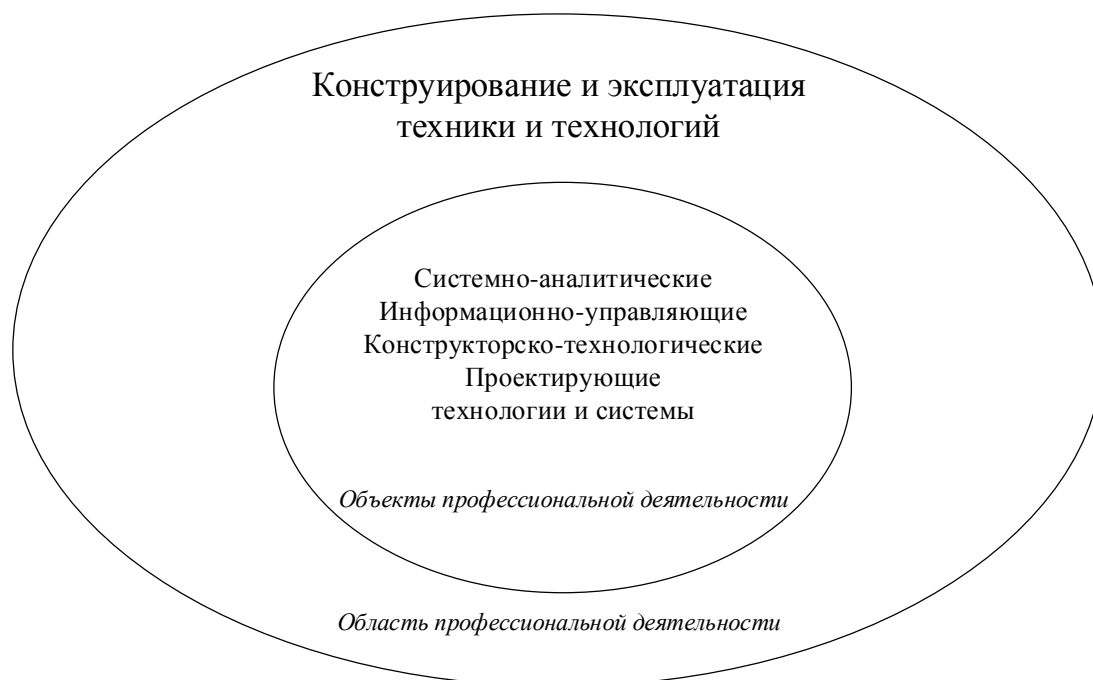 Конструирование и эксплуатация
техники и технологий
Системно-аналитические
Информационно-управляющие
Конструкторско-технологические
Проектирующие
технологии и системы
Объекты профессиональной деятельности
Область профессиональной деятельности